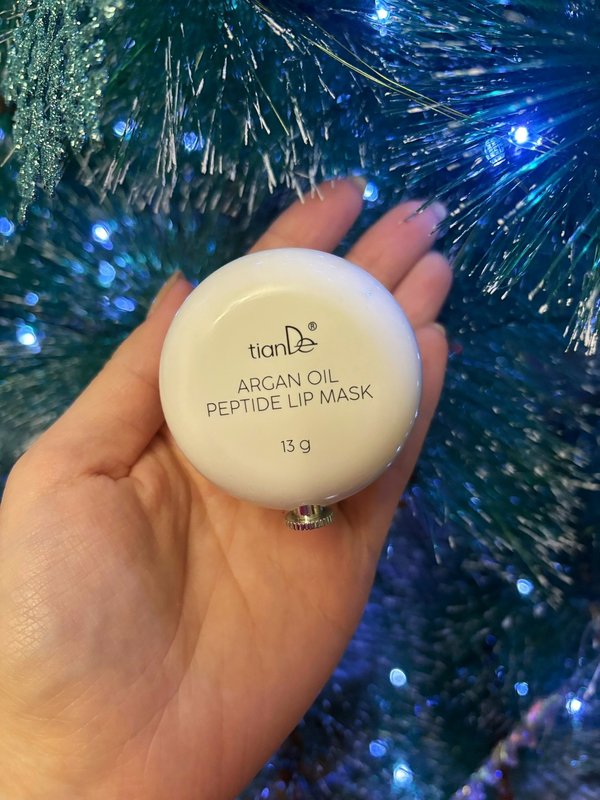 tianDe®
ARGAN OIL
PEPTIDE LIP MASK
13 g